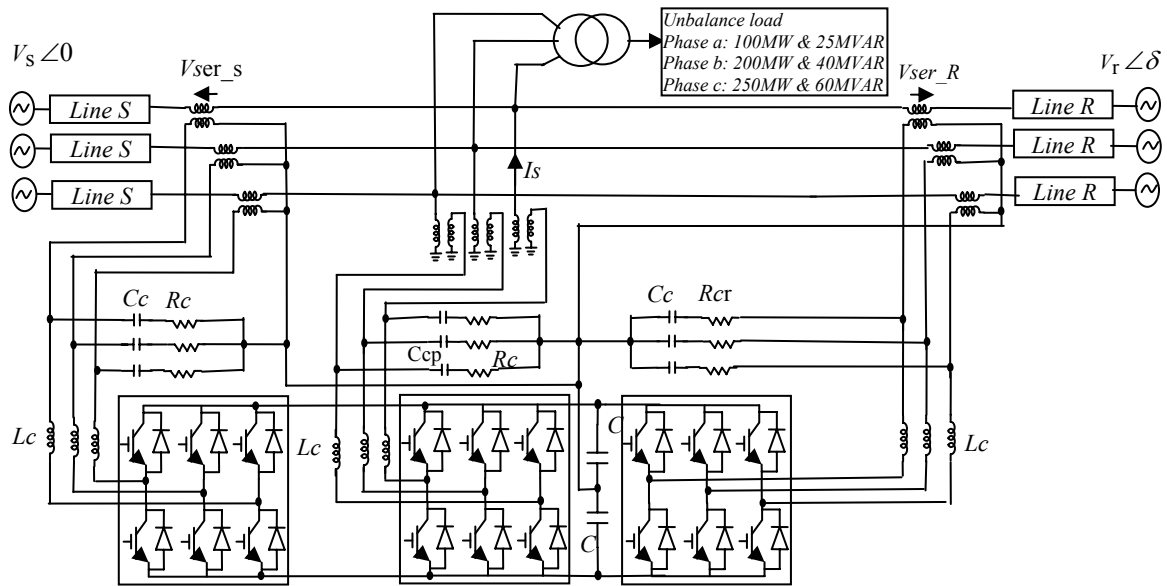 Unbalance load
Phase a: 100MW & 25MVAR
Phase b: 200MW & 40MVAR
Phase c: 250MW & 60MVAR
Vs ∠0
Vser_s
Vser_R
Vr ∠δ
Line S
Line R
Line S
Line R
Line S
Line R
Is
Cc
Rc
Cc
Rcr
Ccp
Rc
Lc
Lc
C
Lc
C